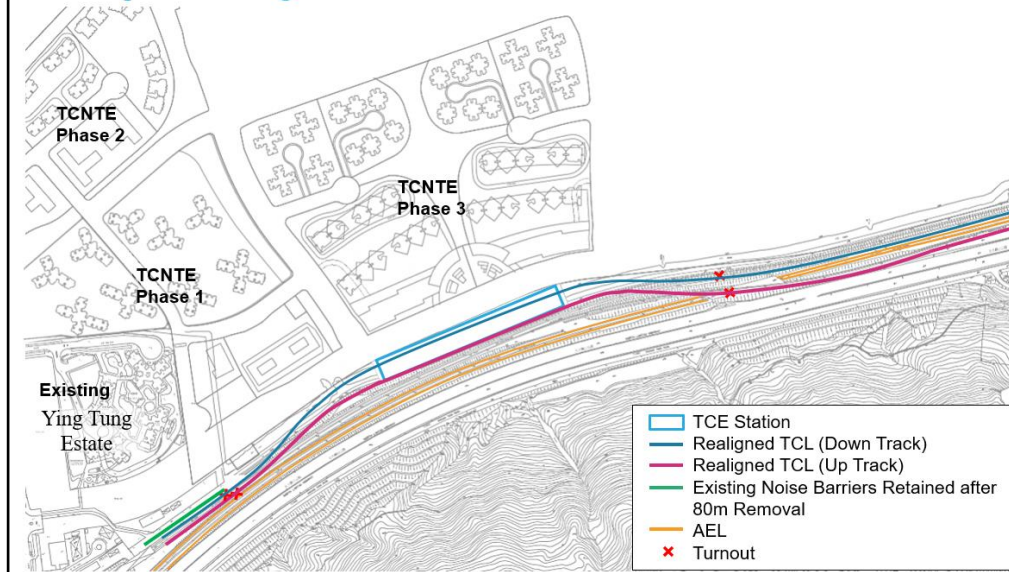 TCNTE
Phase 2
TCNTE
Phase 3
TCNTE
Phase 1
Existing
Ying Tung
Estate
TCE Station
Realigned TCL (Down Track)
Realigned TCL (Up Track)
Existing Noise Barriers Retained after
80m Removal
AEL
Turnout